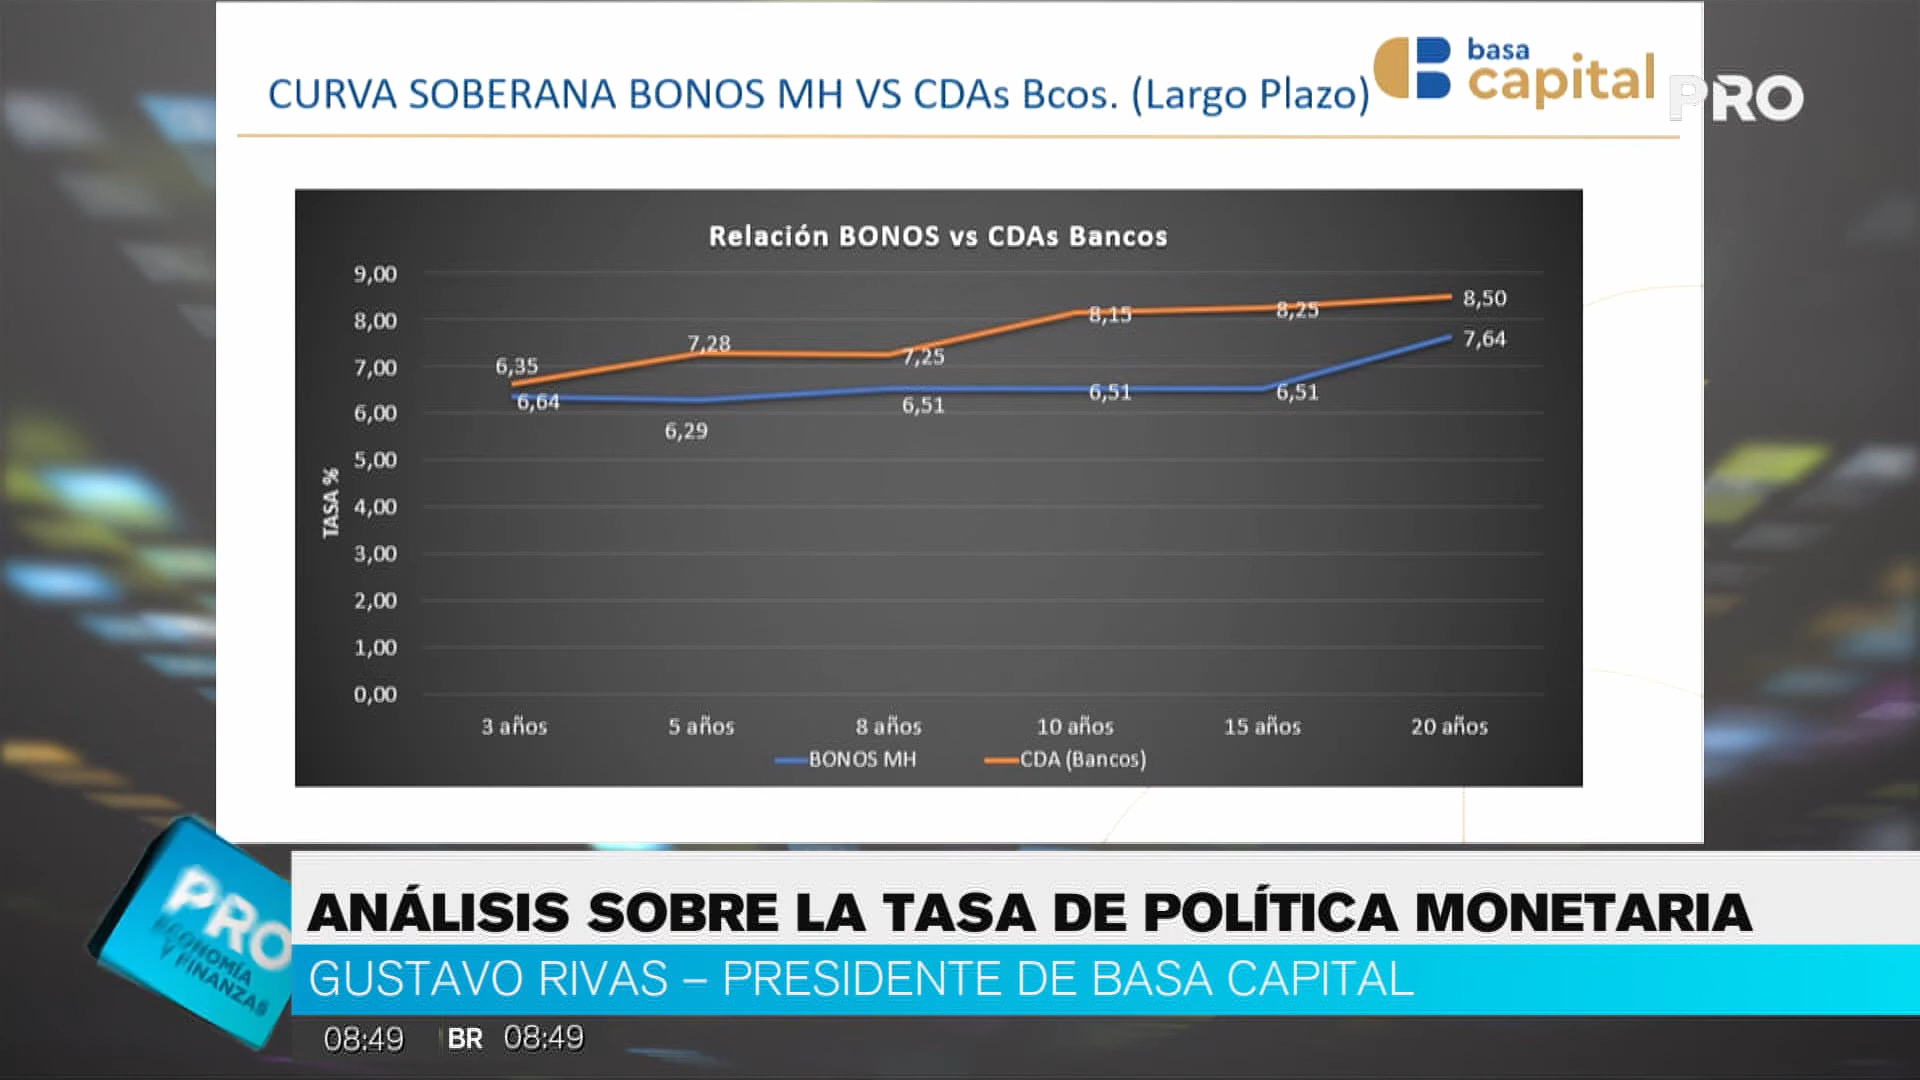 CURVA SOBERANA BONOS MH VS CDAs Bcos. (Largo Plazo)
basa
capital
PRO
Relación BONOS vs CDAs Bancos
9,00
8,00
7,00
6,00
5,00
4,00
3,00
2,00
1,00
0,00
TASA %
6,35
7,28
7,25
8,15
8,25
8,50
6,64
6,29
6,51
6,51
6,51
7,64
3 años
5 años
8 años
10 años
15 años
20 años
BONOS MH
CDA (Bancos)
PRO
ECONOMÍA
Y FINANZAS
ANÁLISIS SOBRE LA TASA DE POLÍTICA MONETARIA
GUSTAVO RIVAS – PRESIDENTE DE BASA CAPITAL
08:49 BR 08:49